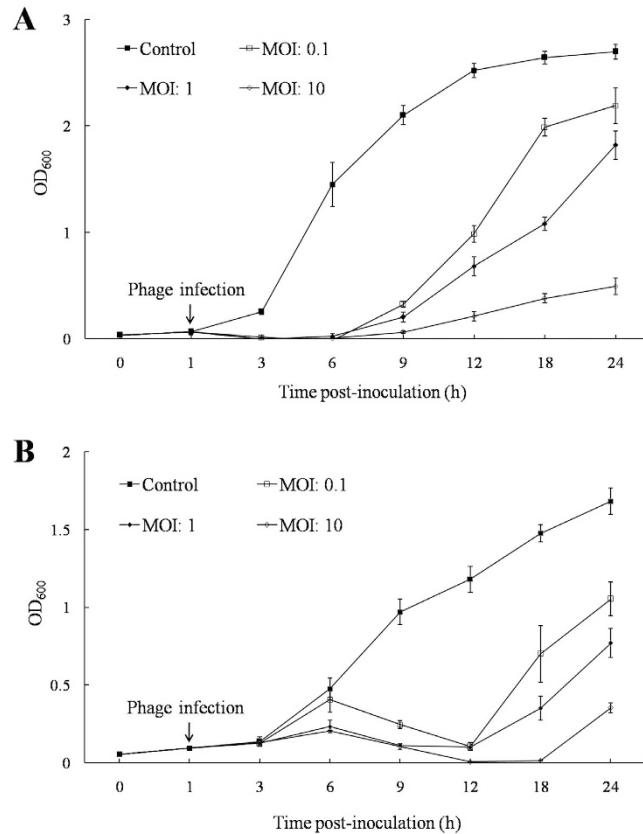 A
3
2
1
0
OD600
Control
MOI: 0.1
MOI: 1
MOI: 10
Phage infection
0 1 3 6 9 12 18 24
Time post-inoculation (h)
B
2
1.5
1
0.5
0
OD600
Control
MOI: 0.1
MOI: 1
MOI: 10
Phage infection
0 1 3 6 9 12 18 24
Time post-inoculation (h)